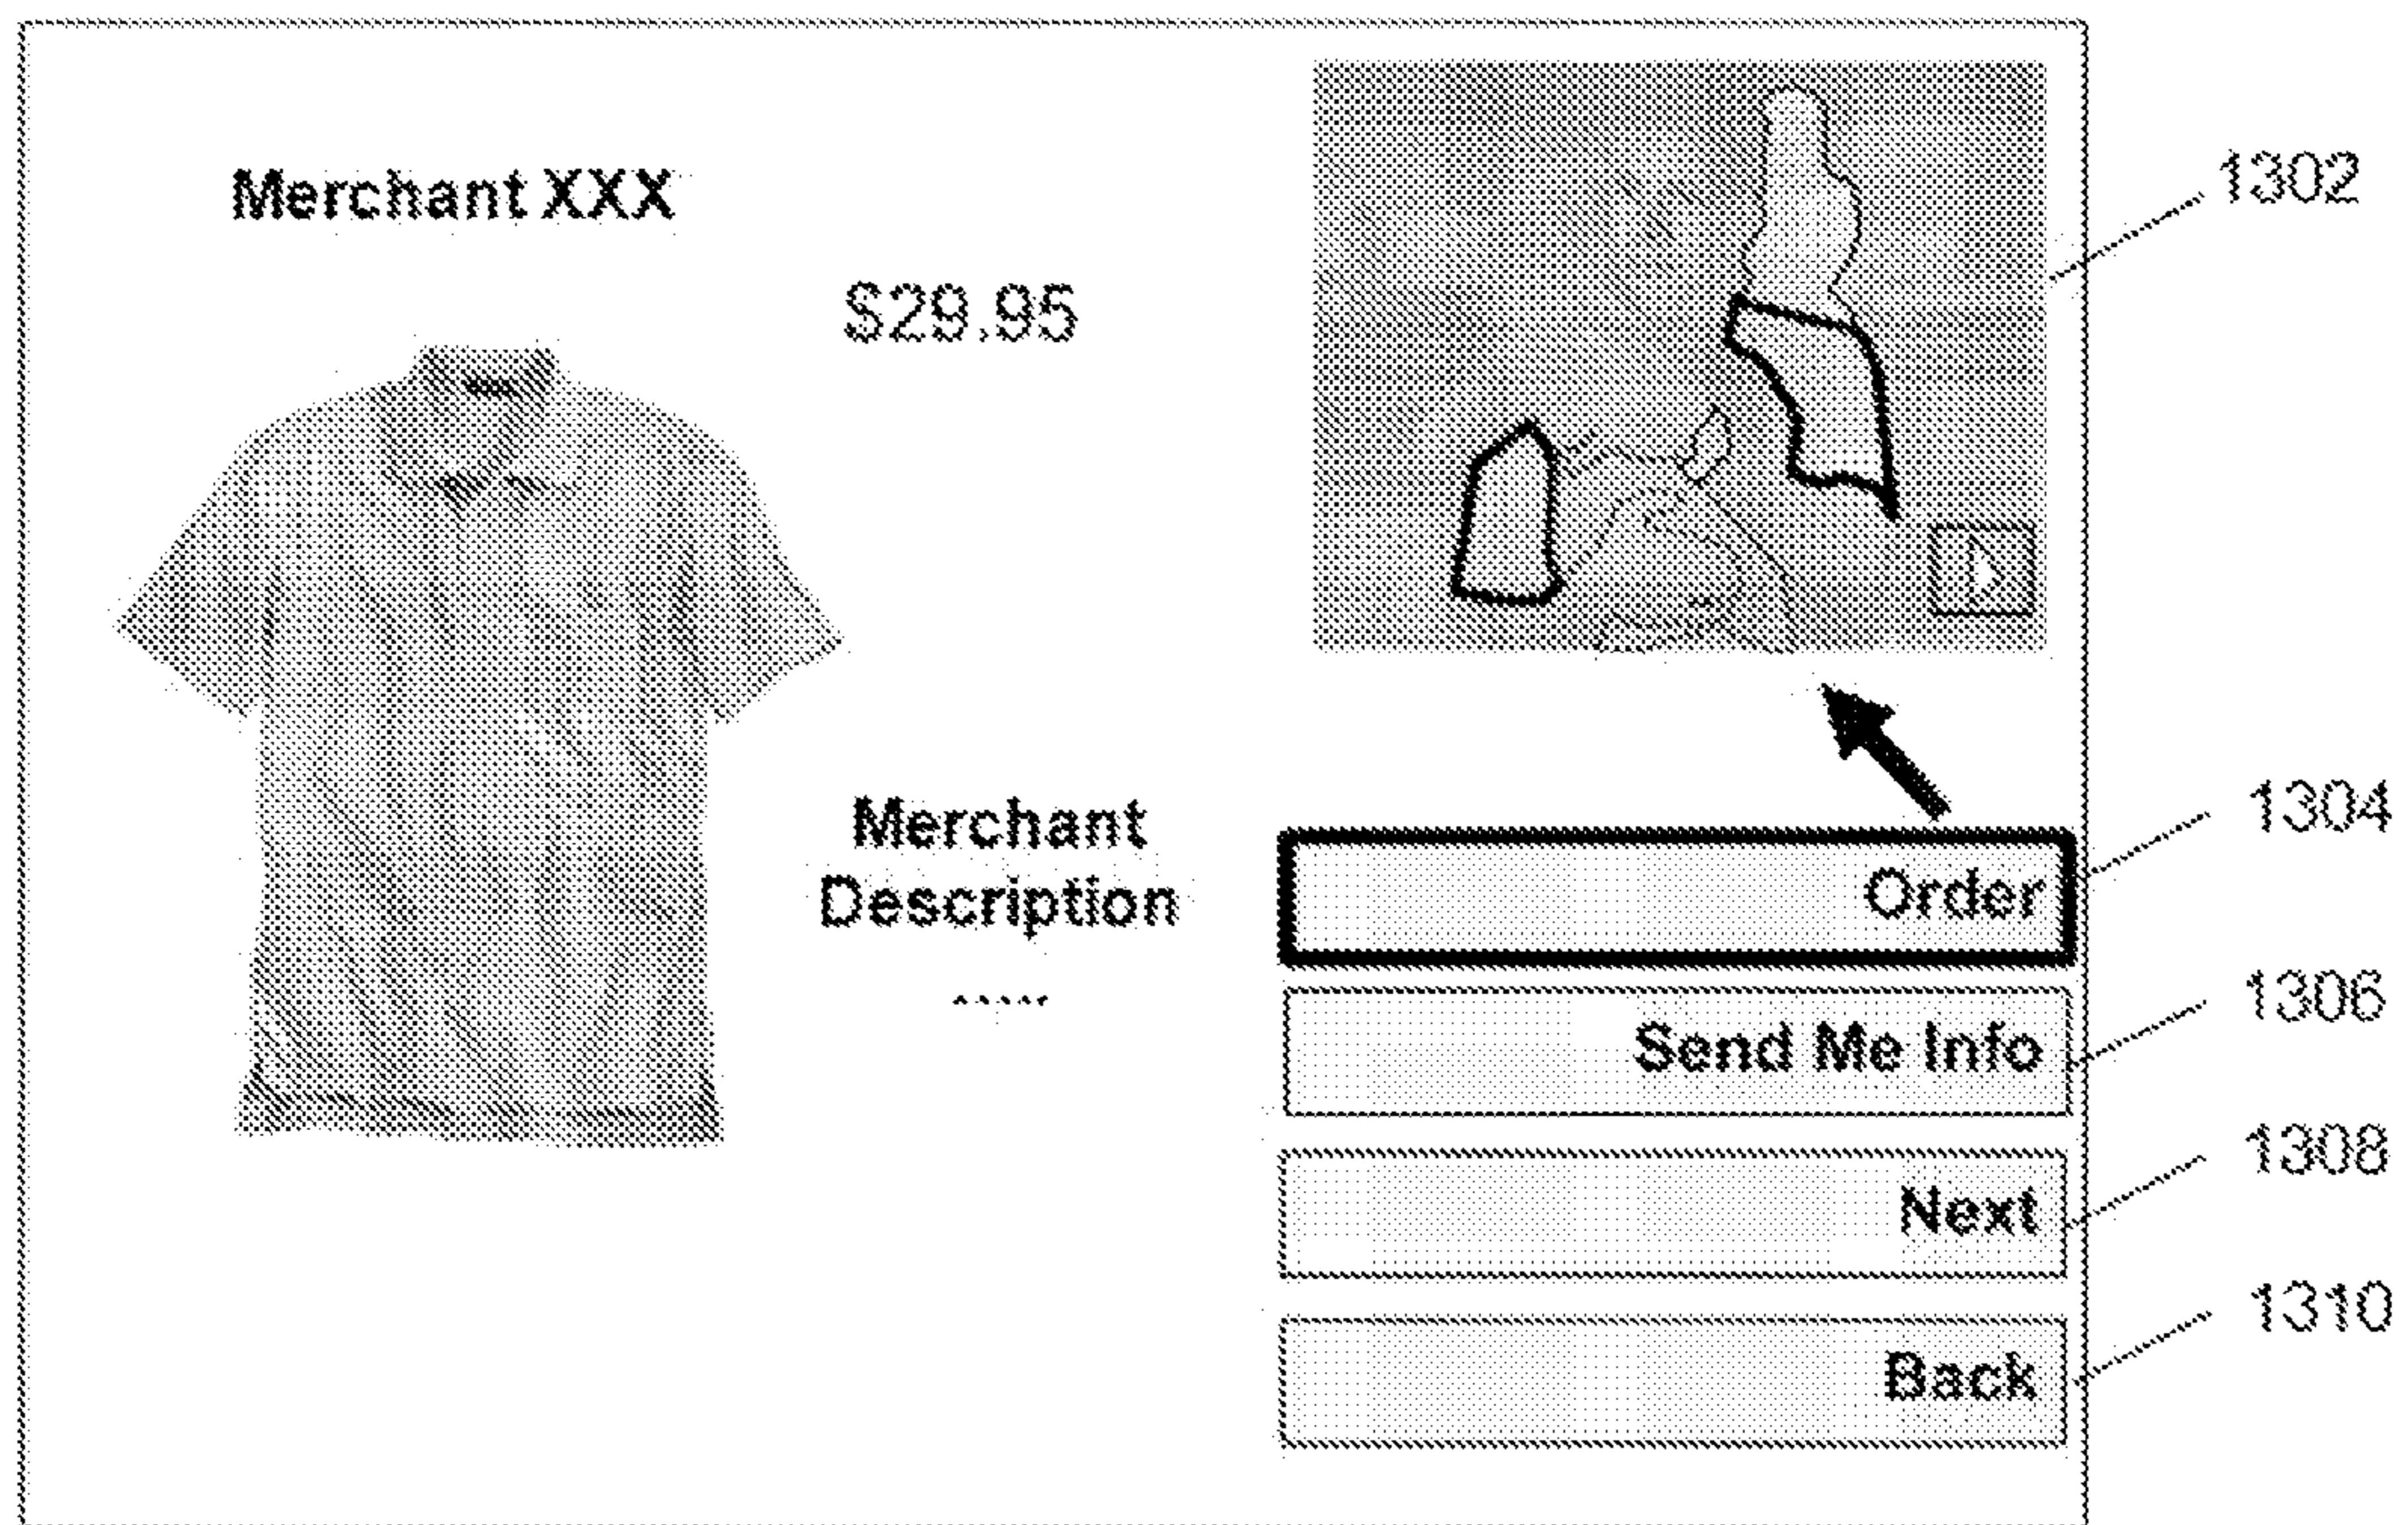 Merchant XXX
$29.95
Merchant
Description
.....
1302
1304
Order
1306
Send Me Info
1308
Next
1310
Back